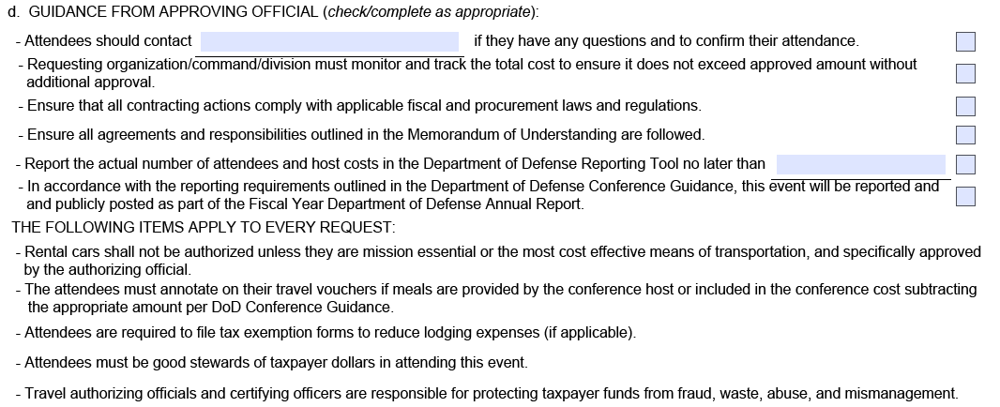 d. GUIDANCE FROM APPROVING OFFICIAL (check/complete as appropriate):
- Attendees should contact if they have any questions and to confirm their attendance.
- Requesting organization/command/division must monitor and track the total cost to ensure it does not exceed approved amount without
additional approval.
- Ensure that all contracting actions comply with applicable fiscal and procurement laws and regulations.
- Ensure all agreements and responsibilities outlined in the Memorandum of Understanding are followed.
- Report the actual number of attendees and host costs in the Department of Defense Reporting Tool no later than
- In accordance with the reporting requirements outlined in the Department of Defense Conference Guidance, this event will be reported and
and publicly posted as part of the Fiscal Year Department of Defense Annual Report.
THE FOLLOWING ITEMS APPLY TO EVERY REQUEST:
- Rental cars shall not be authorized unless they are mission essential or the most cost effective means of transportation, and specifically approved
by the authorizing official.
- The attendees must annotate on their travel vouchers if meals are provided by the conference host or included in the conference cost subtracting
the appropriate amount per DoD Conference Guidance.
- Attendees are required to file tax exemption forms to reduce lodging expenses (if applicable).
- Attendees must be good stewards of taxpayer dollars in attending this event.
- Travel authorizing officials and certifying officers are responsible for protecting taxpayer funds from fraud, waste, abuse, and mismanagement.